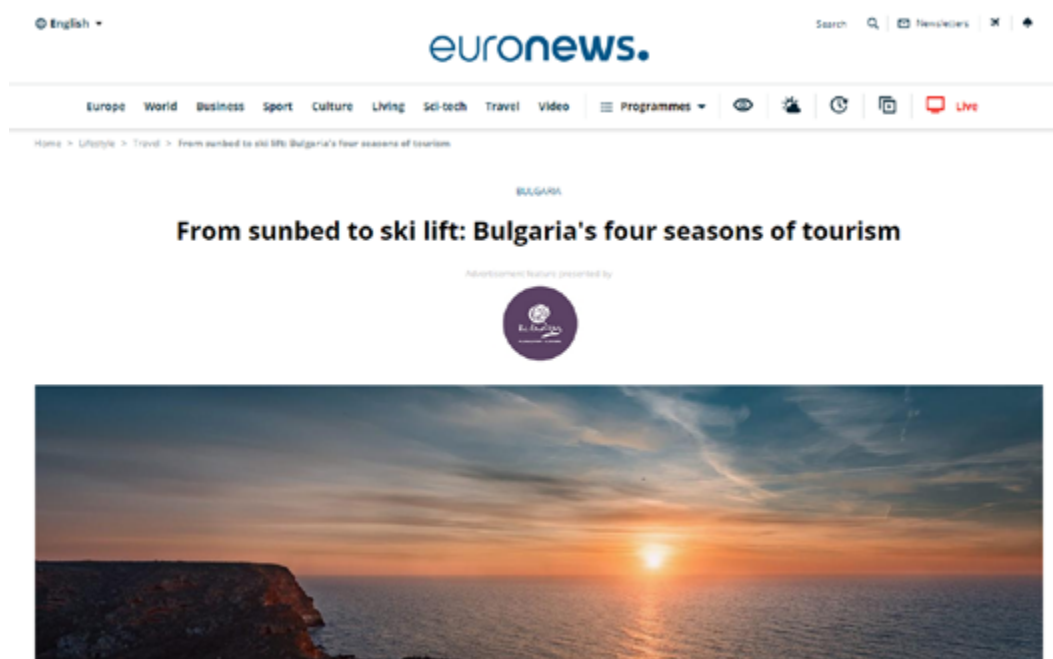 English
Search
Newsletters
euronews.
Europe World Business Sport Culture Living Sci-tech Travel Video Programmes Live
Home > Lifestyle > Travel > From sunbed to ski lift: Bulgaria's four seasons of tourism
BULGARIA
From sunbed to ski lift: Bulgaria's four seasons of tourism
Advertisement feature presented by